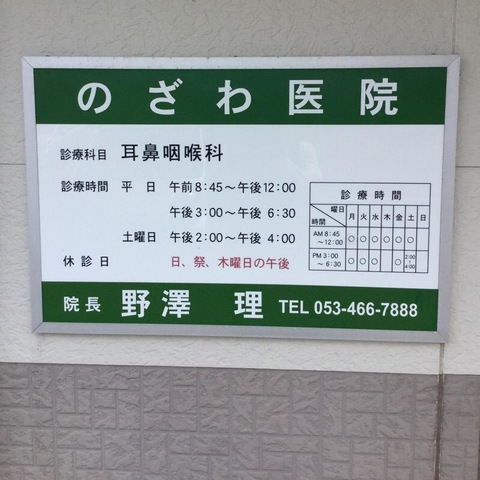 のざわ医院
診療科目 耳鼻咽喉科
診療時間 平日 午前8:45～午後12:00
午後3:00～午後 6:30
土曜日 午後2:00～午後 4:00
休診日 日、祭、木曜日の午後
診療時間
曜日 時間 月 火 水 木 金 土 日
AM 8:45 ～12:00 ○ ○ ○ ○ ○ ○
PM 3:00 ～ 6:30 ○ ○ ○ ○ 2:00 ～ 4:00
院長 野澤 理 TEL 053-466-7888